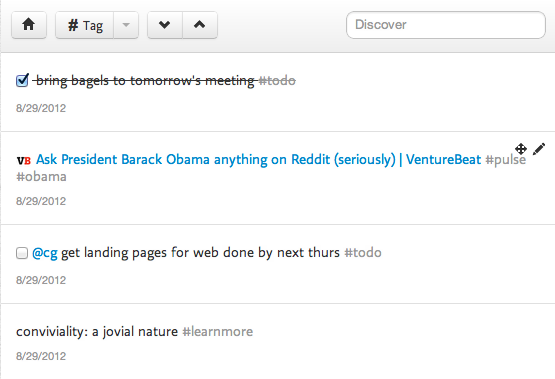 # Tag Discover
bring bagels to tomorrow's meeting #todo
8/29/2012
VB Ask President Barack Obama anything on Reddit (seriously) | VentureBeat #pulse
#obama
8/29/2012
@cg get landing pages for web done by next thurs #todo
8/29/2012
conviviality: a jovial nature #learnmore
8/29/2012